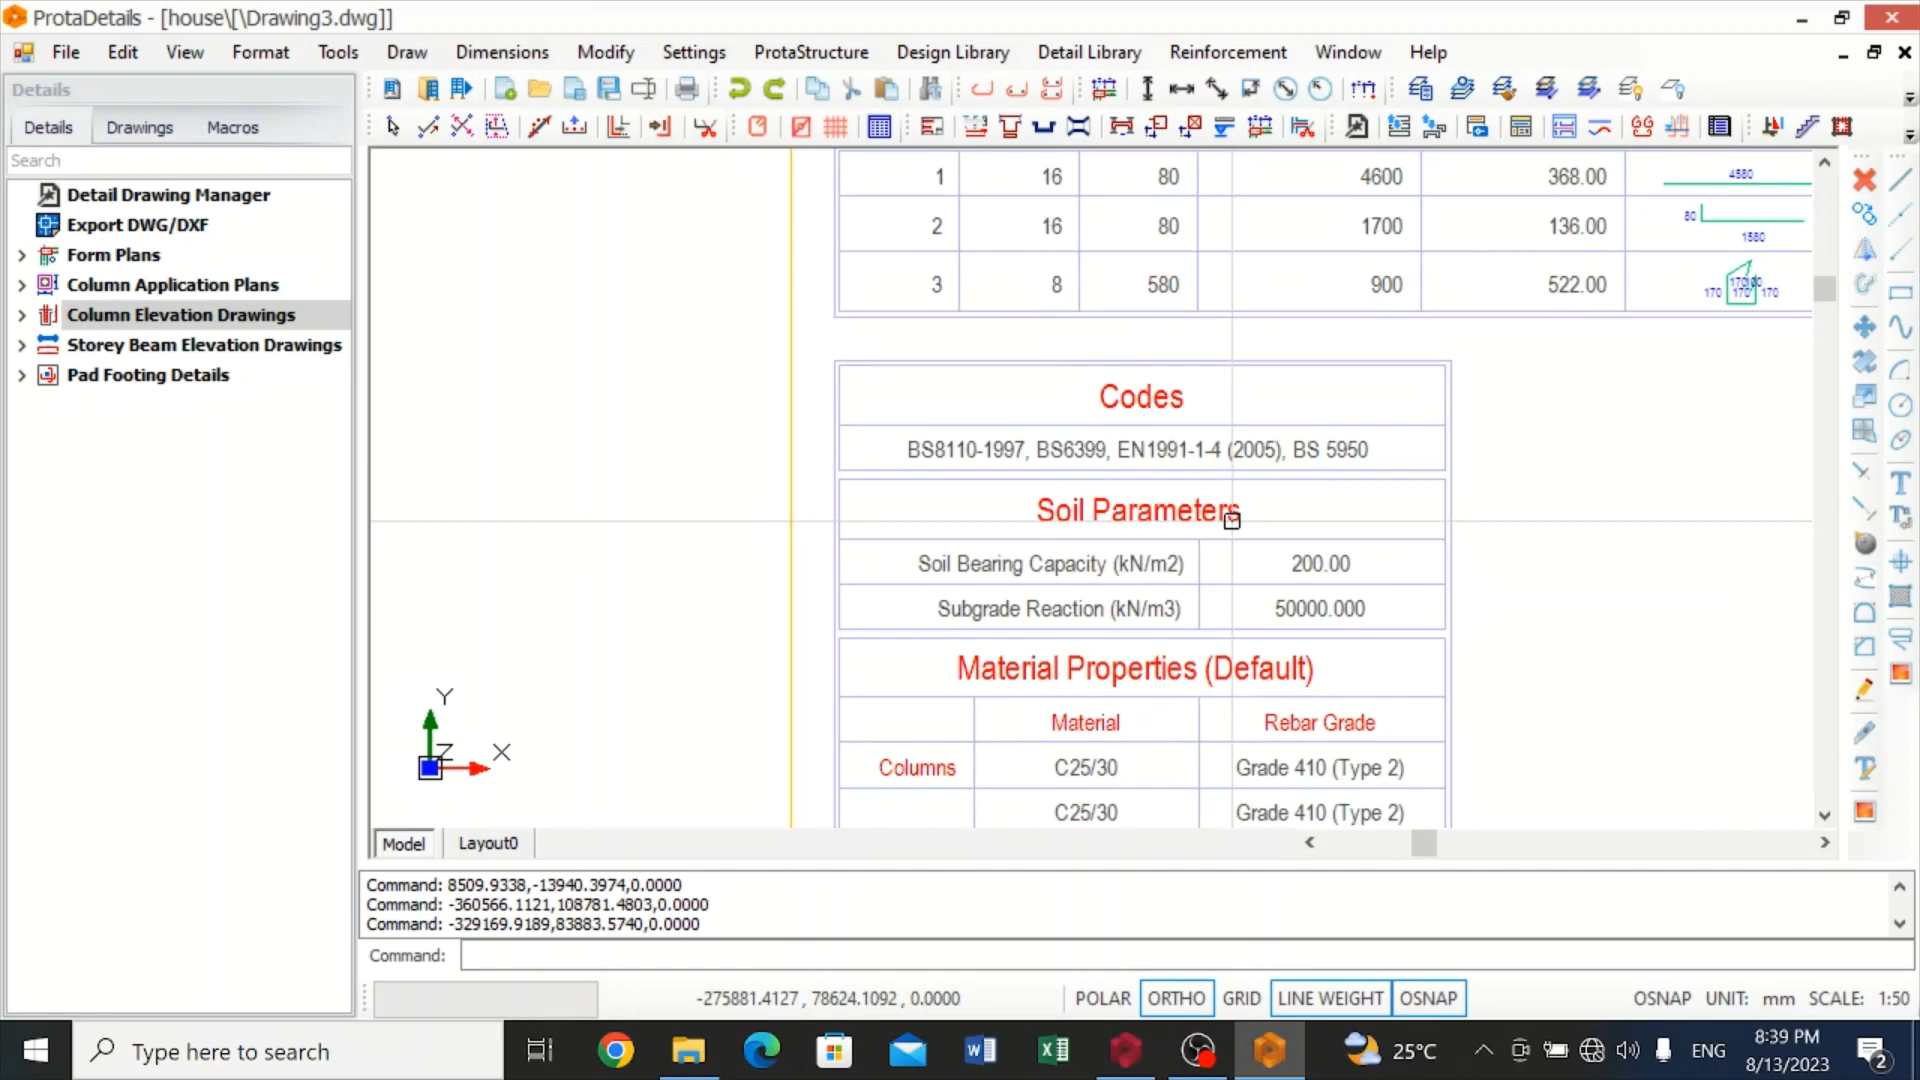 ProtaDetails - [house\[\Drawing3.dwg]]
File Edit View Format Tools Draw Dimensions Modify Settings ProtaStructure Design Library Detail Library Reinforcement Window Help
Details
Details Drawings Macros
Search
Detail Drawing Manager
Export DWG/DXF
Form Plans
Column Application Plans
Column Elevation Drawings
Storey Beam Elevation Drawings
Pad Footing Details
1 16 80 4600 368.00 4580
2 16 80 1700 136.00 80 1580
3 8 580 900 522.00 170 170 170
Codes
BS8110-1997, BS6399, EN1991-1-4 (2005), BS 5950
Soil Parameters
Soil Bearing Capacity (kN/m2) 200.00
Subgrade Reaction (kN/m3) 50000.000
Material Properties (Default)
Material Rebar Grade
Columns C25/30 Grade 410 (Type 2)
C25/30 Grade 410 (Type 2)
Y
Z X
Model Layout0
Command: 8509.9338,-13940.3974,0.0000
Command: -360566.1121,108781.4803,0.0000
Command: -329169.9189,83883.5740,0.0000
Command:
-275881.4127 , 78624.1092 , 0.0000 POLAR ORTHO GRID LINE WEIGHT OSNAP OSNAP UNIT: mm SCALE: 1:50
Type here to search 25°C ENG 8:39 PM
8/13/2023 2